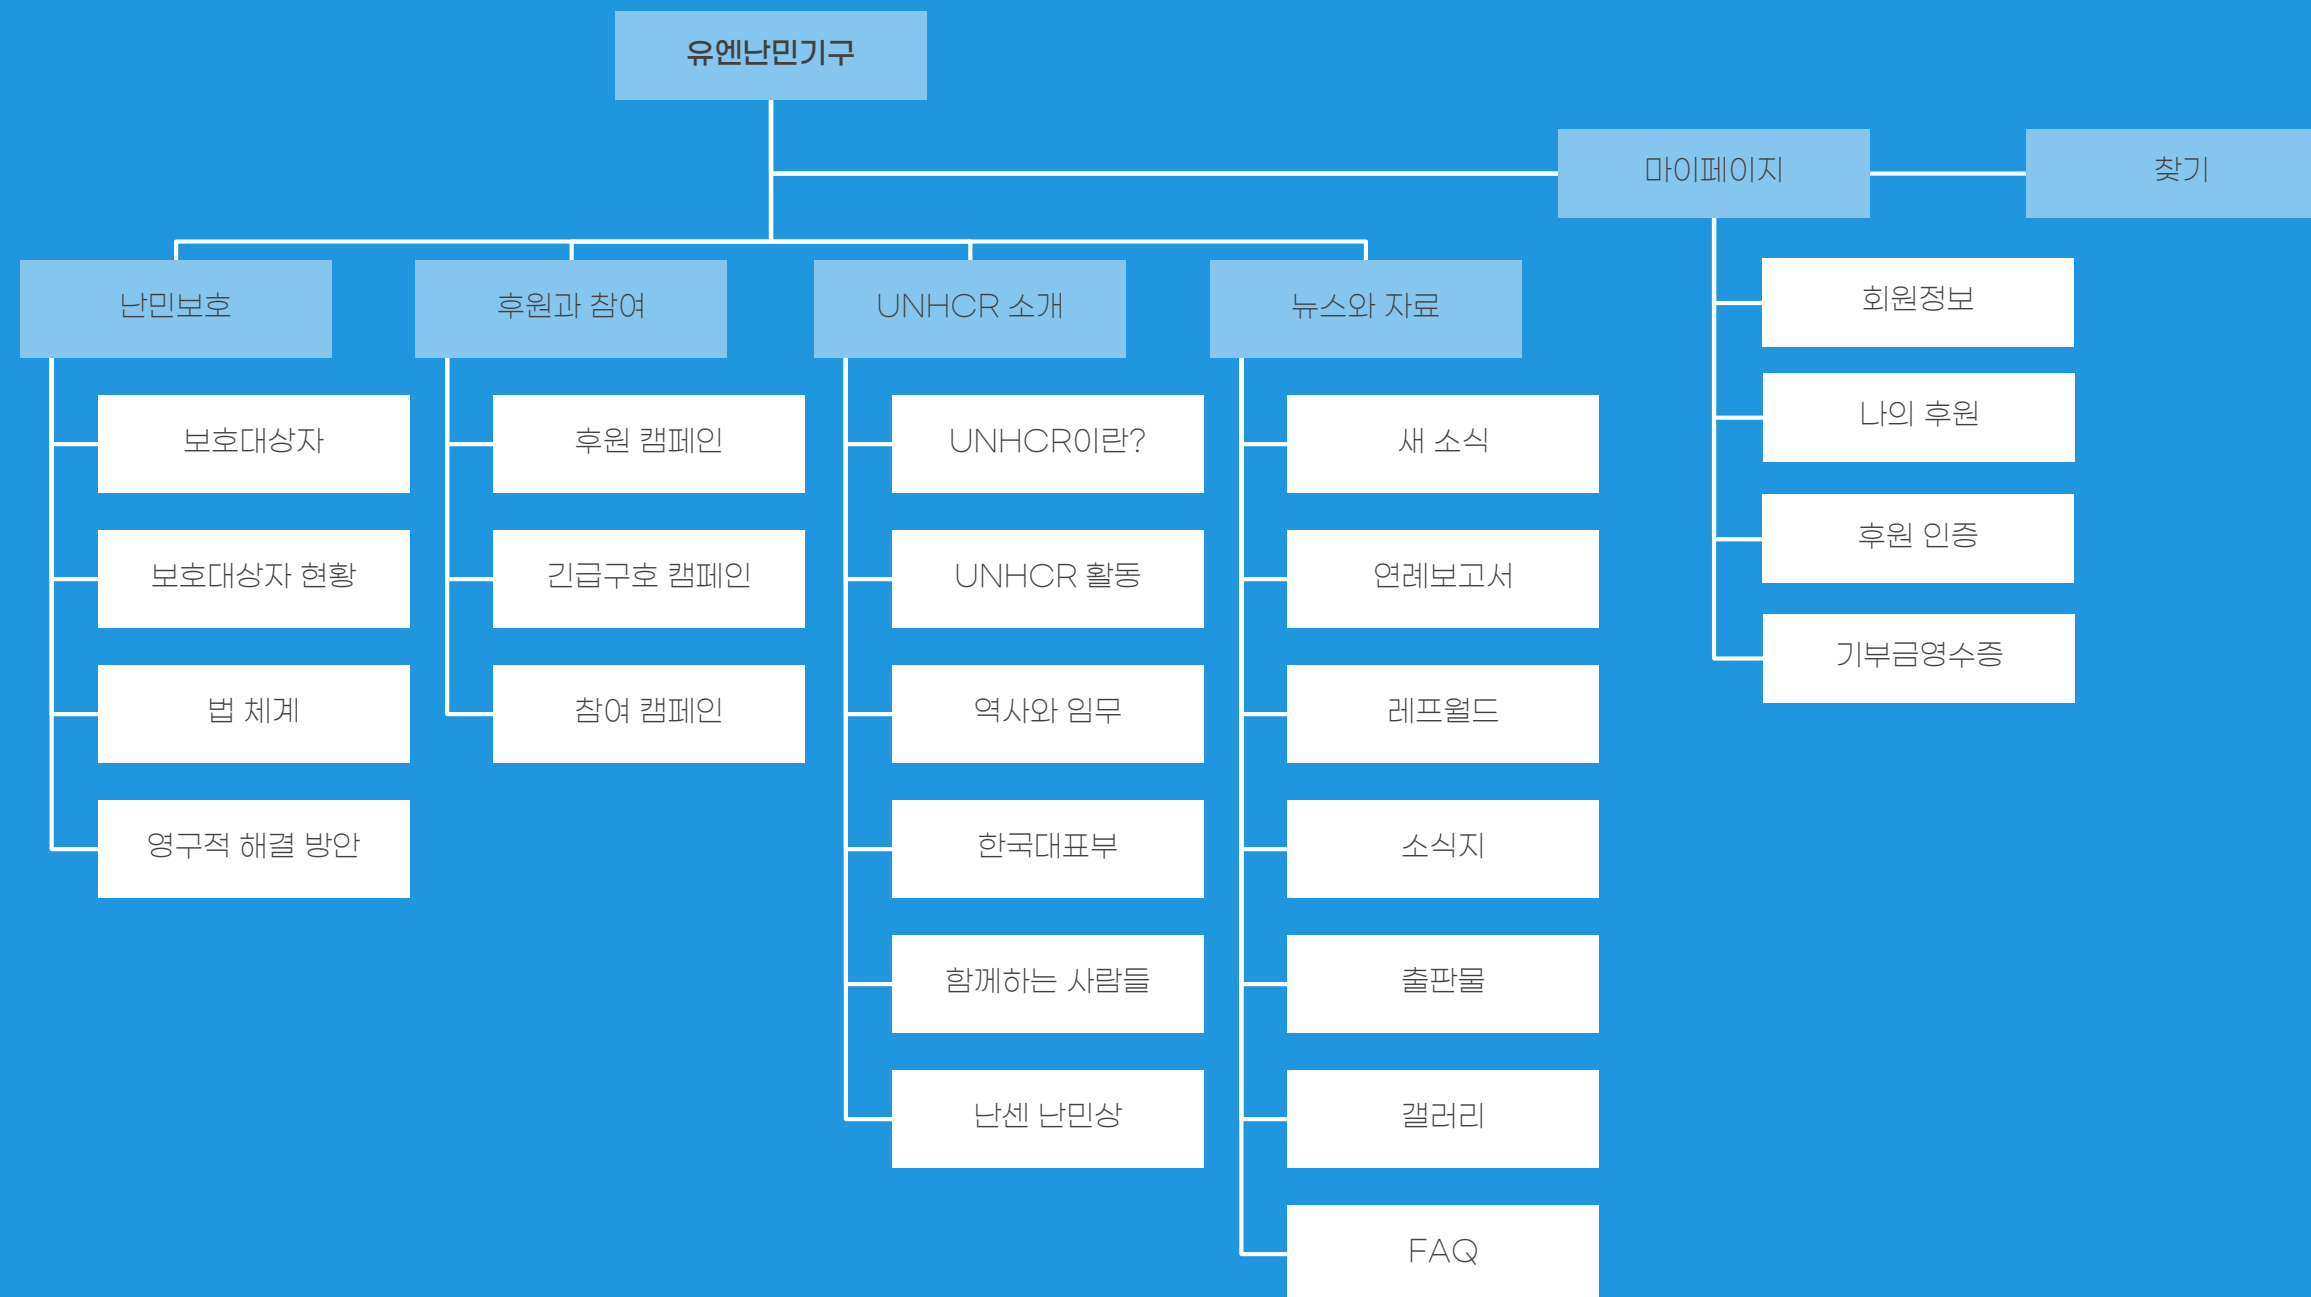 유엔난민기구
마이페이지
찾기
난민보호
후원과 참여
UNHCR 소개
뉴스와 자료
보호대상자
보호대상자 현황
법 체계
영구적 해결 방안
후원 캠페인
긴급구호 캠페인
참여 캠페인
UNHCR이란?
UNHCR 활동
역사와 임무
한국대표부
함께하는 사람들
난센 난민상
새 소식
연례보고서
레프월드
소식지
출판물
갤러리
FAQ
회원정보
나의 후원
후원 인증
기부금영수증